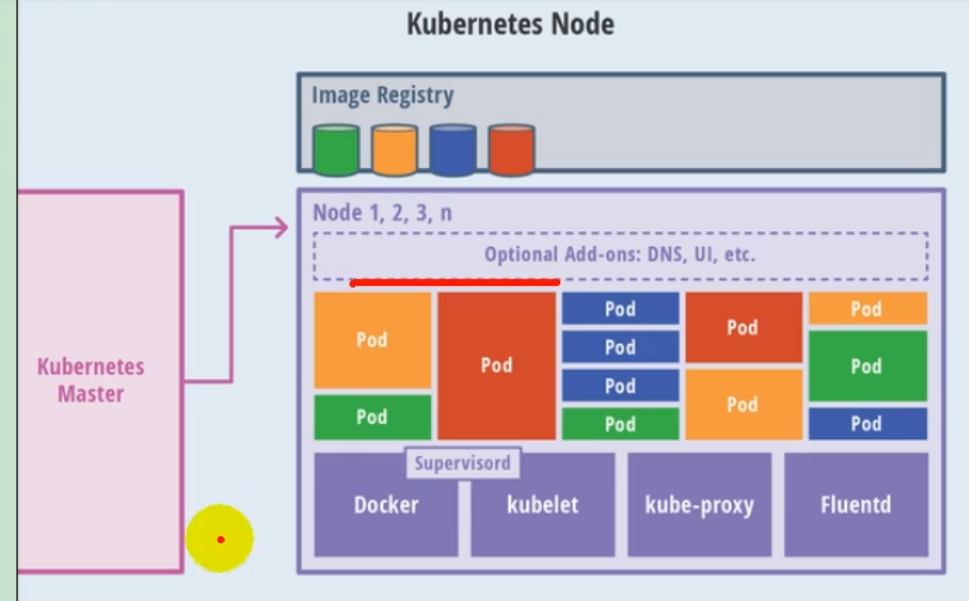 Kubernetes Node
Image Registry
Kubernetes
Master
Node 1, 2, 3, n
Optional Add-ons: DNS, UI, etc.
Pod
Pod
Pod
Pod
Pod
Pod
Pod
Pod
Pod
Pod
Pod
Pod
Supervisord
Docker
kubelet
kube-proxy
Fluentd